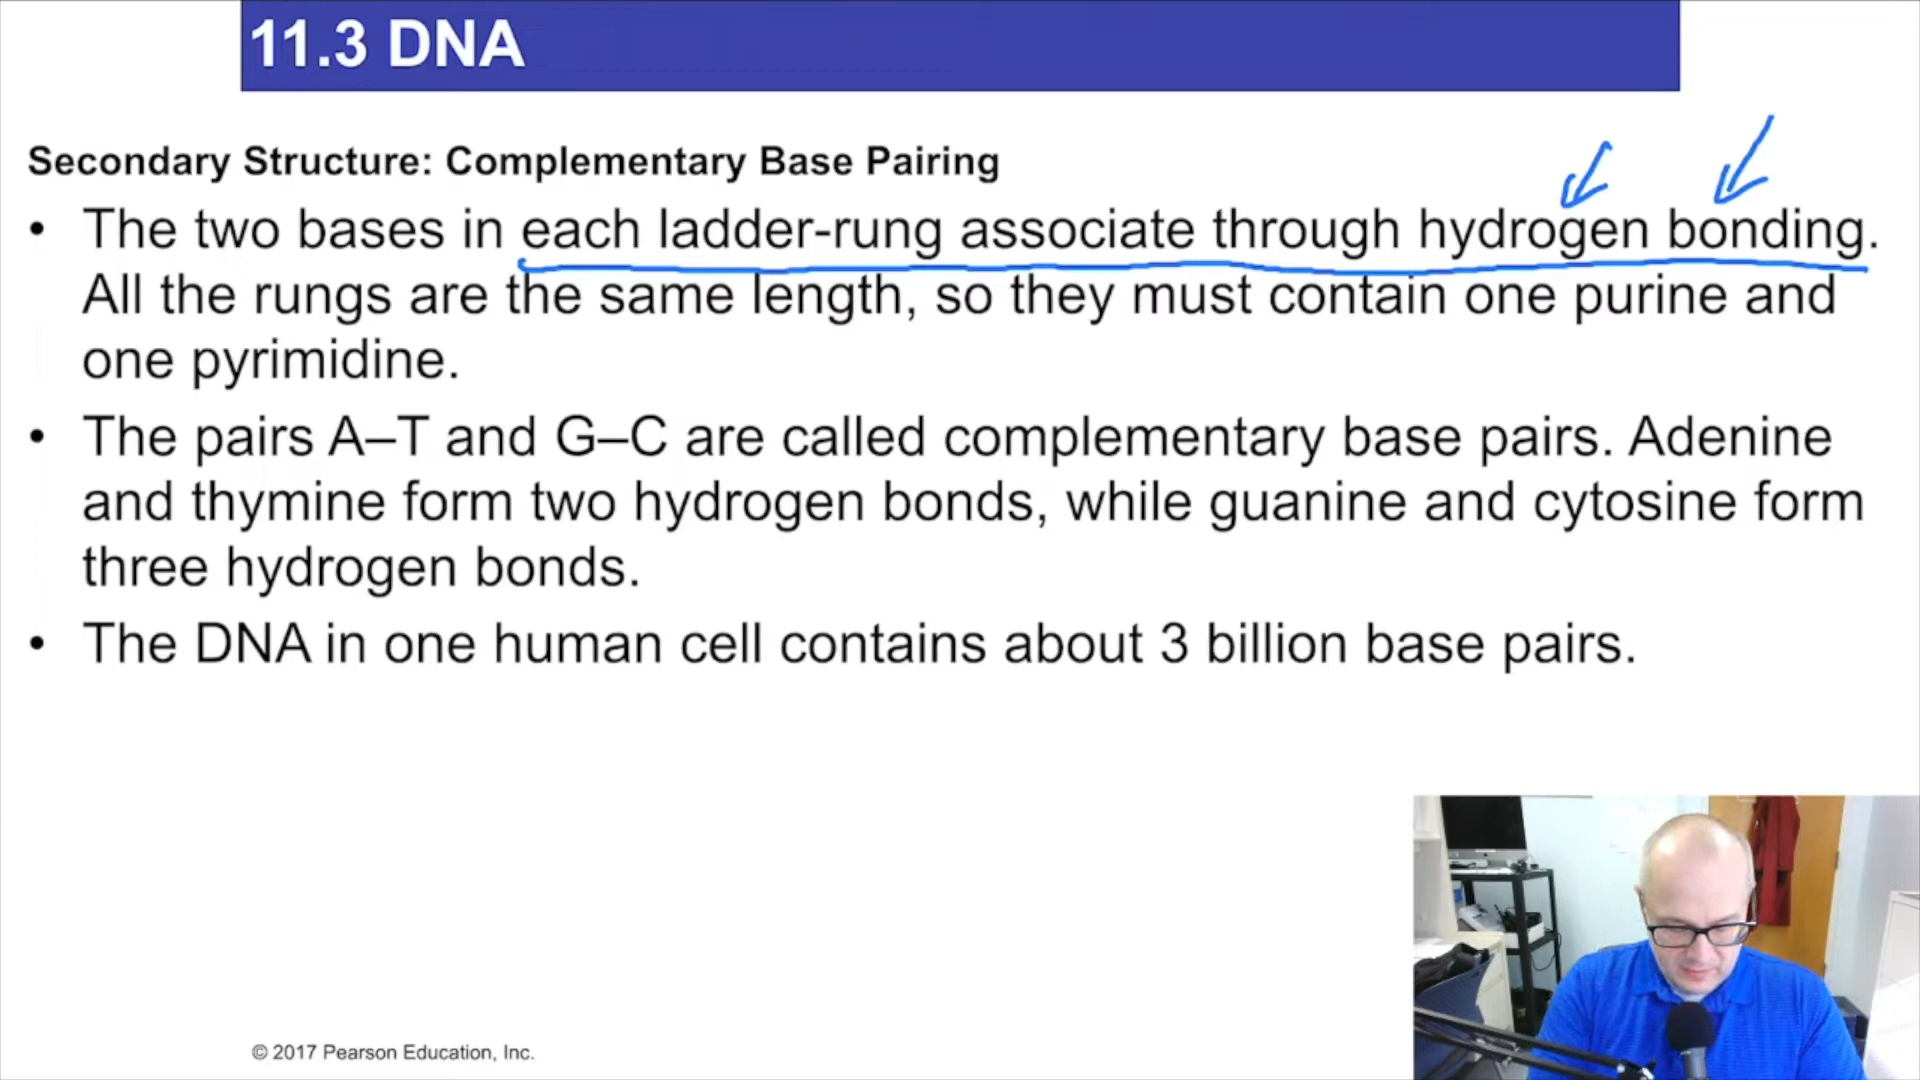 11.3 DNA
Secondary Structure: Complementary Base Pairing
• The two bases in each ladder-rung associate through hydrogen bonding.
All the rungs are the same length, so they must contain one purine and
one pyrimidine.
• The pairs A–T and G–C are called complementary base pairs. Adenine
and thymine form two hydrogen bonds, while guanine and cytosine form
three hydrogen bonds.
• The DNA in one human cell contains about 3 billion base pairs.
© 2017 Pearson Education, Inc.